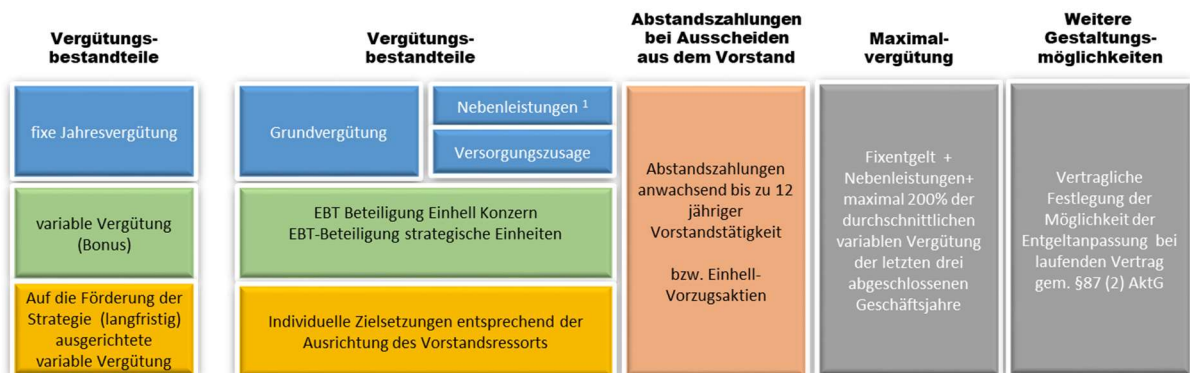 Vergütungs-
bestandteile
Vergütungs-
bestandteile
Abstandszahlungen
bei Ausscheiden
aus dem Vorstand
Maximal-
vergütung
Weitere
Gestaltungs-
möglichkeiten
fixe Jahresvergütung
Grundvergütung
Nebenleistungen ¹
Versorgungszusage
variable Vergütung
(Bonus)
EBT Beteiligung Einhell Konzern
EBT-Beteiligung strategische Einheiten
Auf die Förderung der
Strategie (langfristig)
ausgerichtete
variable Vergütung
Individuelle Zielsetzungen entsprechend der
Ausrichtung des Vorstandsressorts
Abstandszahlungen
anwachsend bis zu 12
jähriger
Vorstandstätigkeit
bzw. Einhell-
Vorzugsaktien
Fixentgelt +
Nebenleistungen+
maximal 200% der
durchschnittlichen
variablen Vergütung
der letzten drei
abgeschlossenen
Geschäftsjahre
Vertragliche
Festlegung der
Möglichkeit der
Entgeltanpassung bei
laufenden Vertrag
gem. §87 (2) AktG